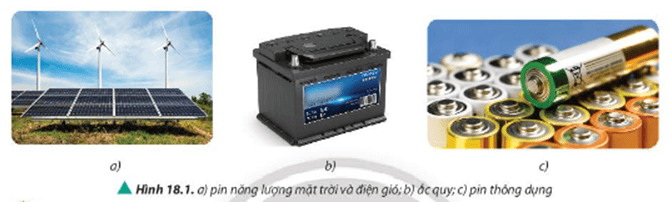 a)
b)
c)
▲ Hình 18.1. a) pin năng lượng mặt trời và điện gió; b) ắc quy; c) pin thông dụng